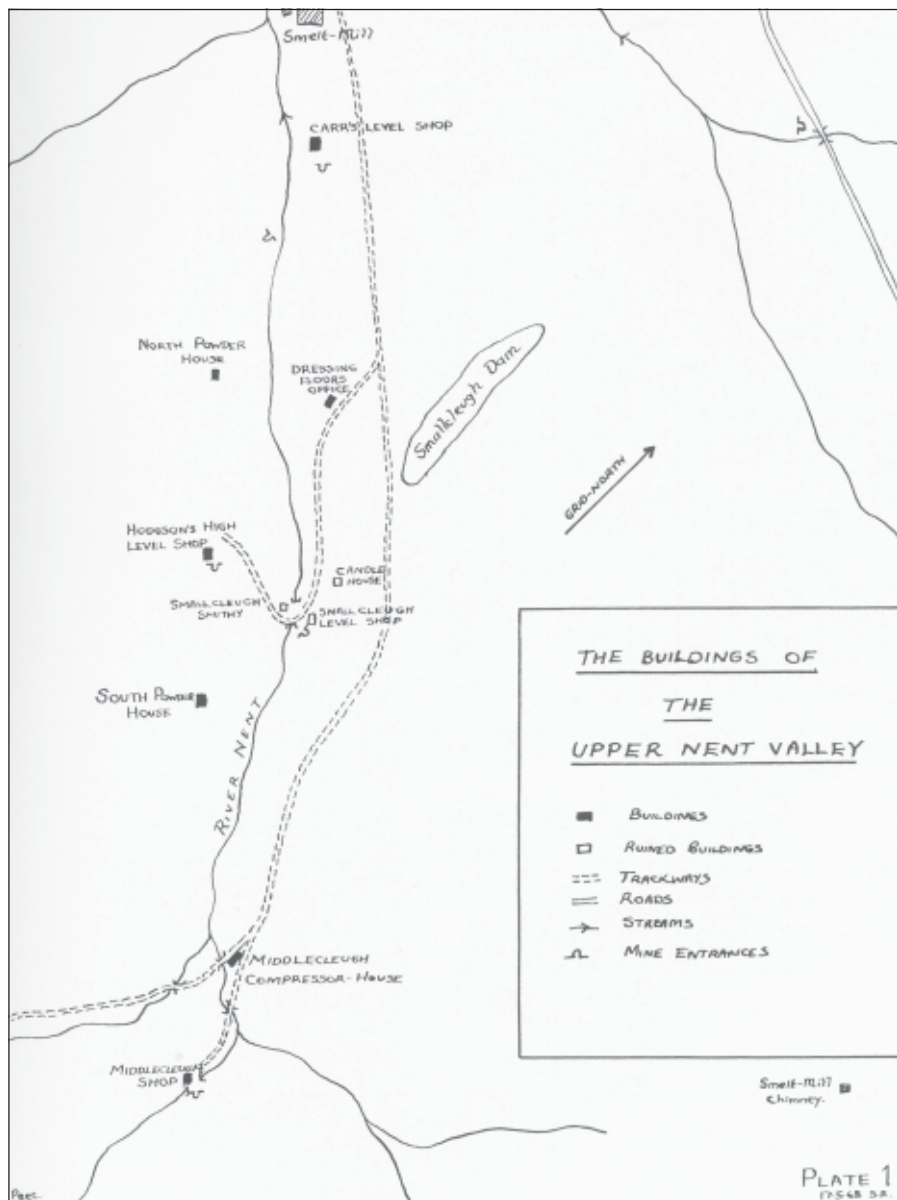 Smelt-Mill
CARR'S LEVEL SHOP
NORTH POWDER
HOUSE
DRESSING
FLOORS
OFFICE
Smallcleugh Dam
GRID-NORTH
HODGSON'S HIGH
LEVEL SHOP
CANDLE
HOUSE
SMALLCLEUGH
SMITHY
SMALLCLEUGH
LEVEL SHOP
SOUTH POWDER
HOUSE
RIVER NENT
THE BUILDINGS OF
THE
UPPER NENT VALLEY
BUILDINGS
RUINED BUILDINGS
TRACKWAYS
ROADS
STREAMS
MINE ENTRANCES
MIDDLECLEUGH
COMPRESSOR-HOUSE
MIDDLECLEUGH
SHOP
Smelt-Mill
Chimney.
PLATE 1